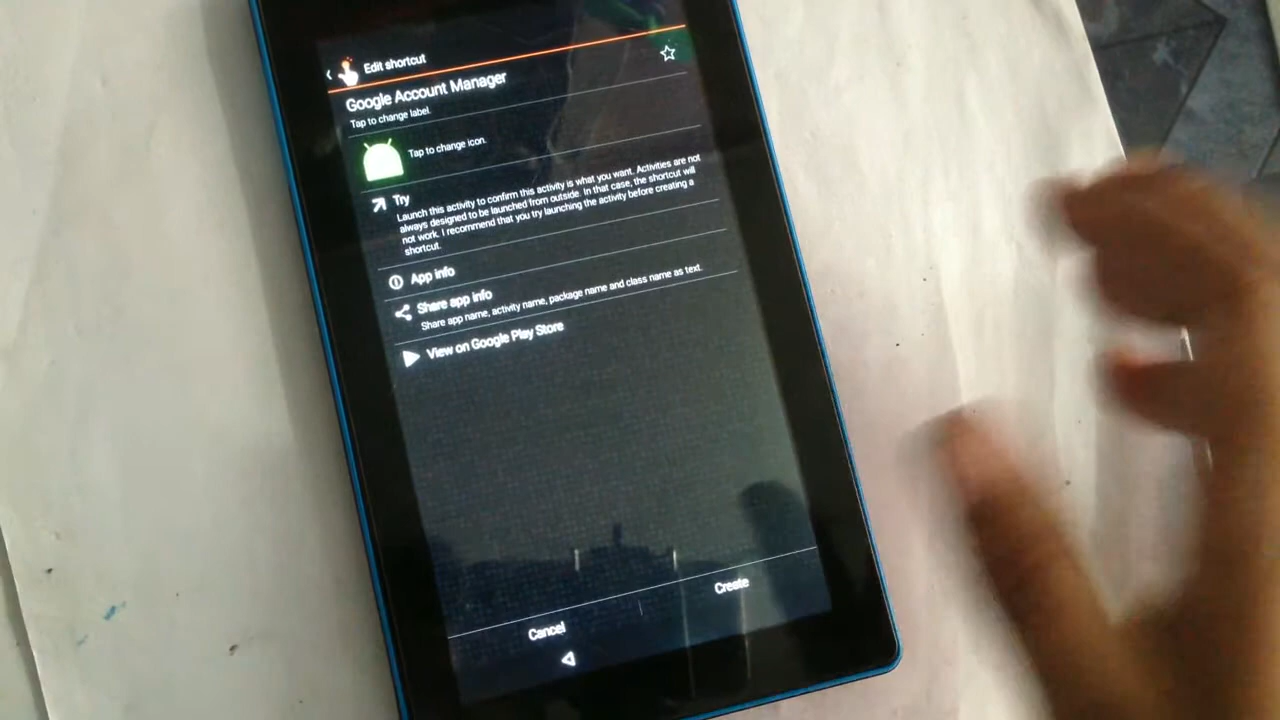 Edit shortcut
Google Account Manager
Tap to change label.
Tap to change icon.
Try
Launch this activity to confirm this activity is what you want. Activities are not
always designed to be launched from outside. In that case, the shortcut will
not work. I recommend that you try launching the activity before creating a
shortcut.
App info
Share app info
Share app name, activity name, package name and class name as text.
View on Google Play Store
Cancel
Create